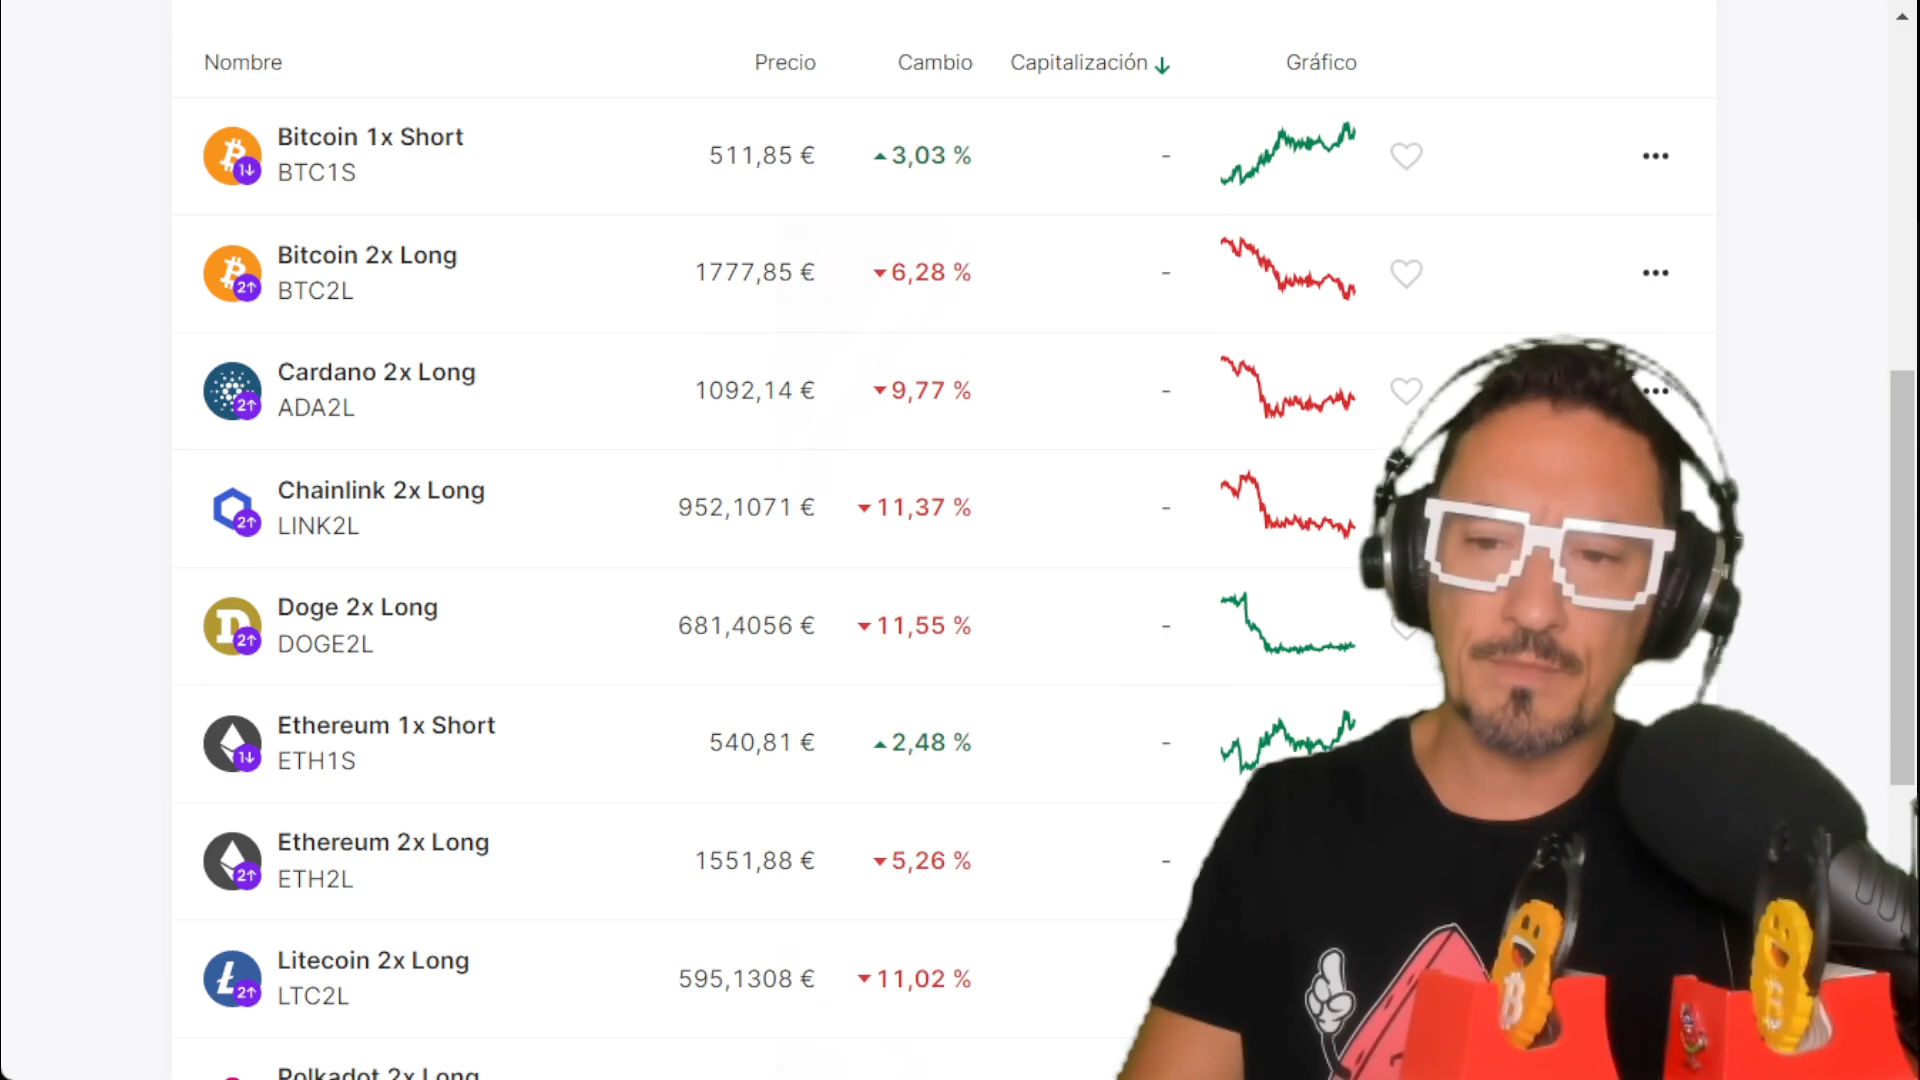 Nombre Precio Cambio Capitalización Gráfico
Bitcoin 1x Short
BTC1S
511,85 € 3,03 % -
Bitcoin 2x Long
BTC2L
1777,85 € 6,28 % -
Cardano 2x Long
ADA2L
1092,14 € 9,77 % -
Chainlink 2x Long
LINK2L
952,1071 € 11,37 % -
Doge 2x Long
DOGE2L
681,4056 € 11,55 % -
Ethereum 1x Short
ETH1S
540,81 € 2,48 % -
Ethereum 2x Long
ETH2L
1551,88 € 5,26 % -
Litecoin 2x Long
LTC2L
595,1308 € 11,02 %
Polkadot 2x Long